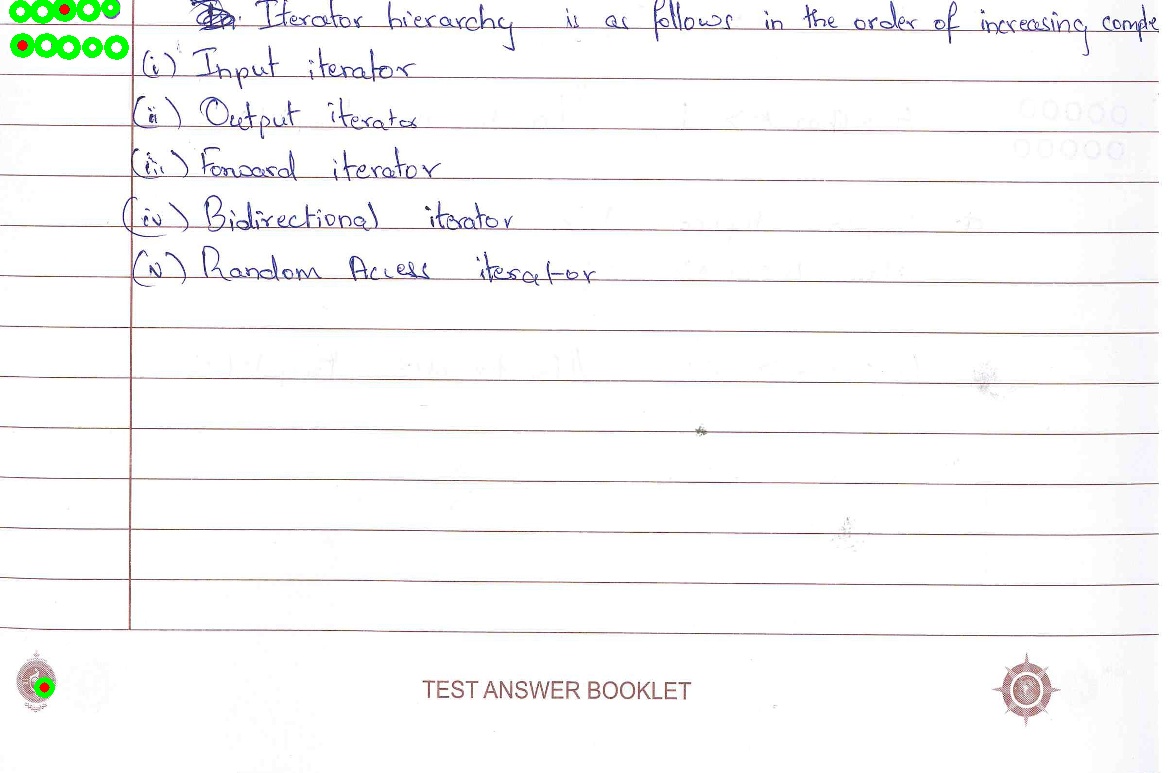 Iterator hierarchy is as follows in the order of increasing comple
(i) Input iterator
(ii) Output iterator
(iii) Forward iterator
(iv) Bidirectional iterator
(v) Random Access iterator
TEST ANSWER BOOKLET